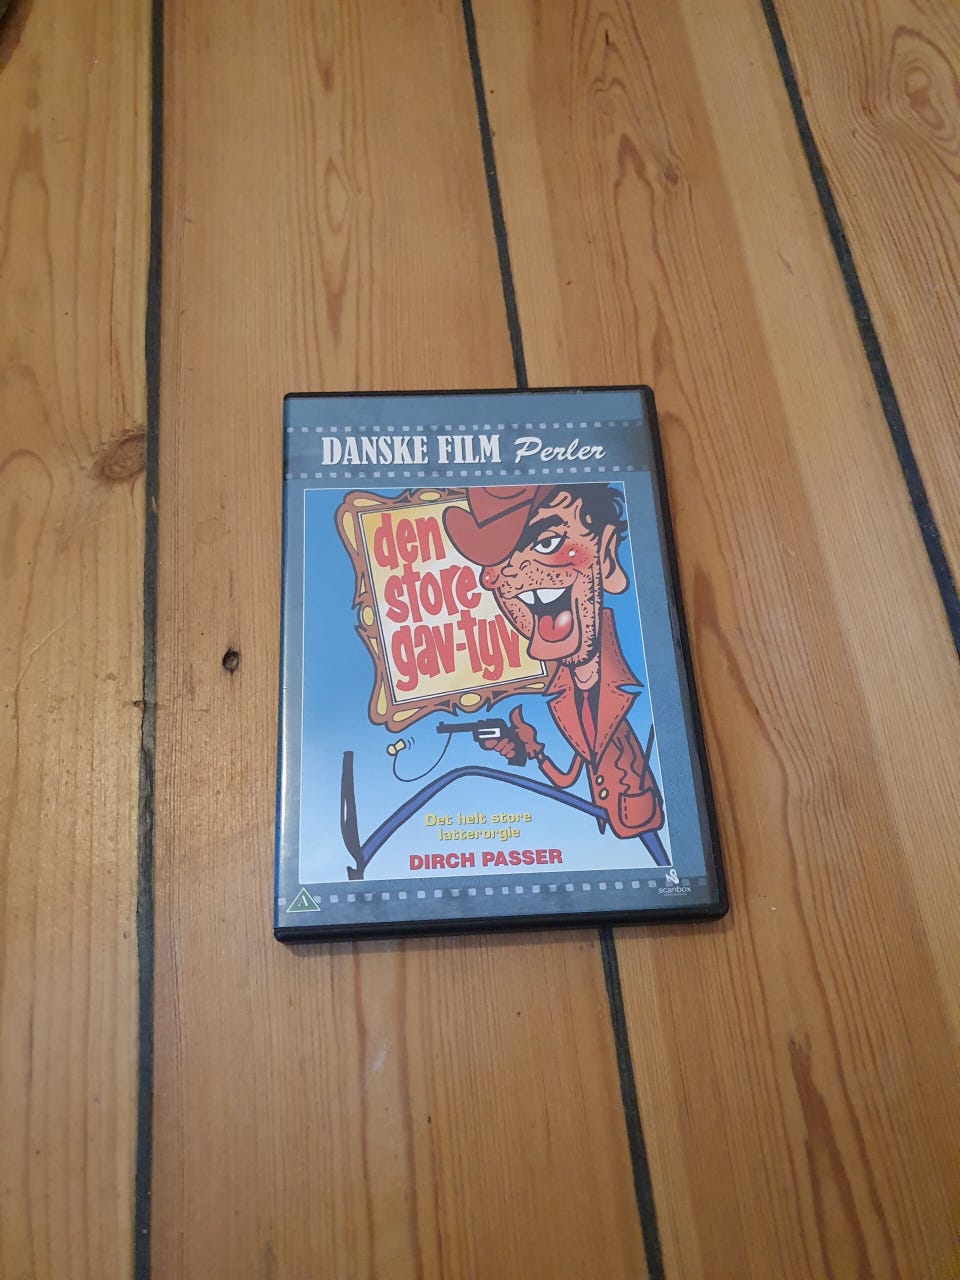 DANSKE FILM Perler
den
store
gav-tyv
Det helt store
latterorgie
DIRCH PASSER
A
scanbox